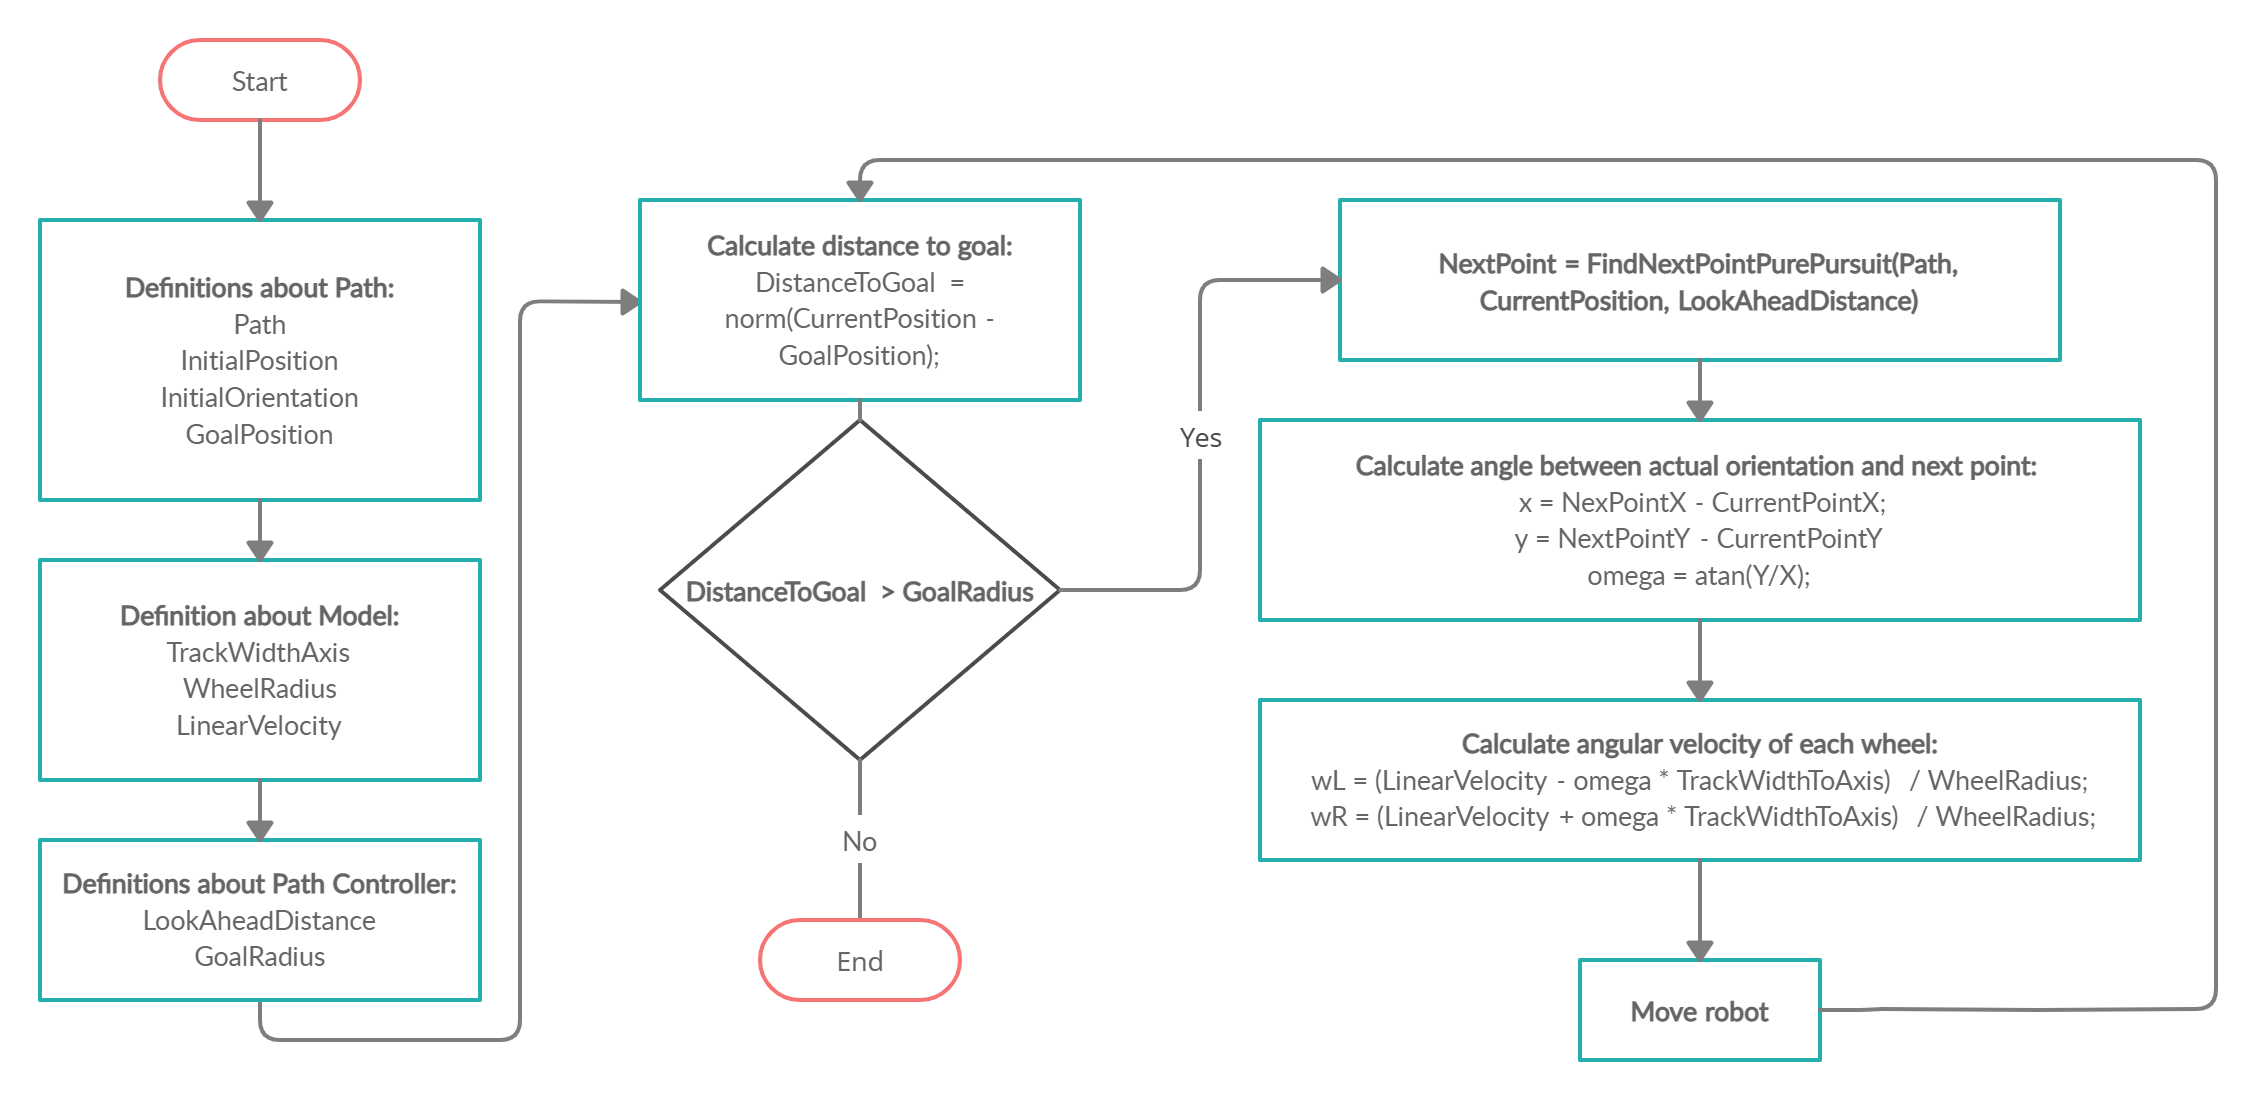 Start
Definitions about Path:
Path
InitialPosition
InitialOrientation
GoalPosition
Definition about Model:
TrackWidthAxis
WheelRadius
LinearVelocity
Definitions about Path Controller:
LookAheadDistance
GoalRadius
Calculate distance to goal:
DistanceToGoal =
norm(CurrentPosition -
GoalPosition);
DistanceToGoal > GoalRadius
No
End
Yes
NextPoint = FindNextPointPurePursuit(Path,
CurrentPosition, LookAheadDistance)
Calculate angle between actual orientation and next point:
x = NexPointX - CurrentPointX;
y = NextPointY - CurrentPointY
omega = atan(Y/X);
Calculate angular velocity of each wheel:
wL = (LinearVelocity - omega * TrackWidthToAxis) / WheelRadius;
wR = (LinearVelocity + omega * TrackWidthToAxis) / WheelRadius;
Move robot